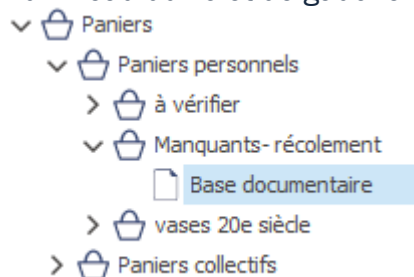 Paniers
Paniers personnels
à vérifier
Manquants- récolement
Base documentaire
vases 20e siècle
Paniers collectifs